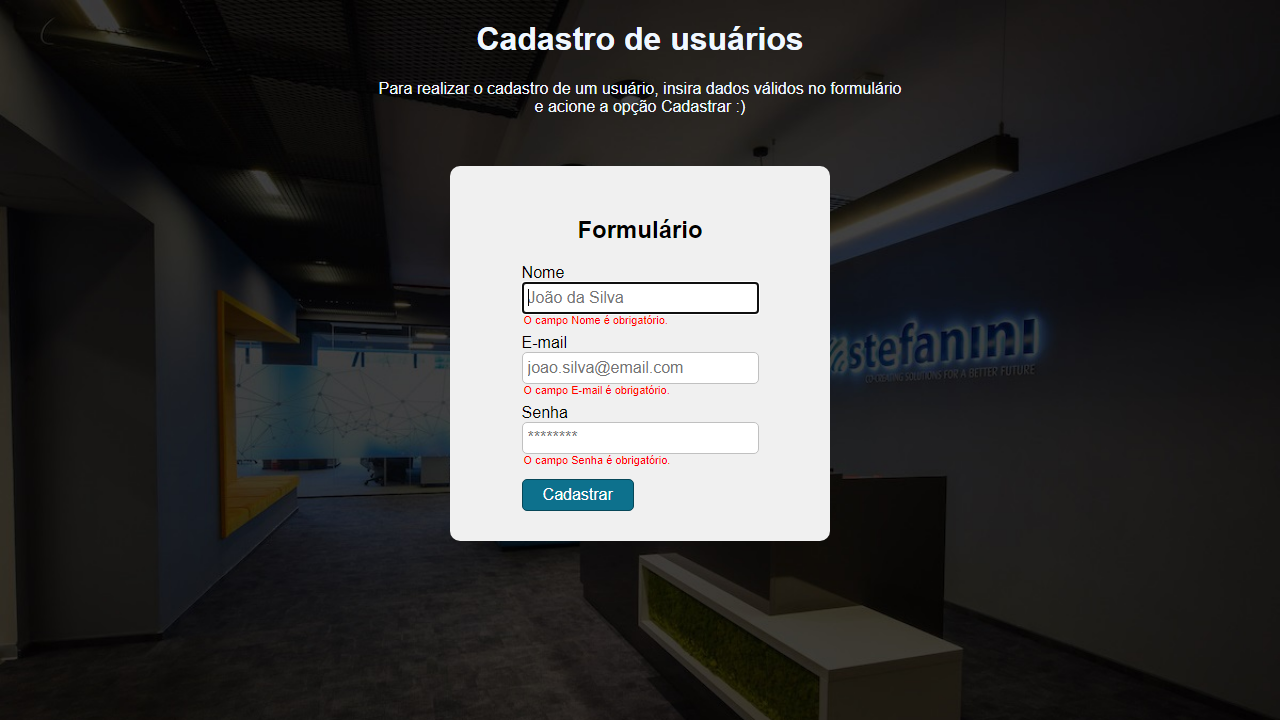 Cadastro de usuários
Para realizar o cadastro de um usuário, insira dados válidos no formulário
e acione a opção Cadastrar :)
Formulário
Nome
João da Silva
O campo Nome é obrigatório.
E-mail
joao.silva@email.com
O campo E-mail é obrigatório.
Senha
********
O campo Senha é obrigatório.
Cadastrar
stefanini
CO-CREATING SOLUTIONS FOR A BETTER FUTURE